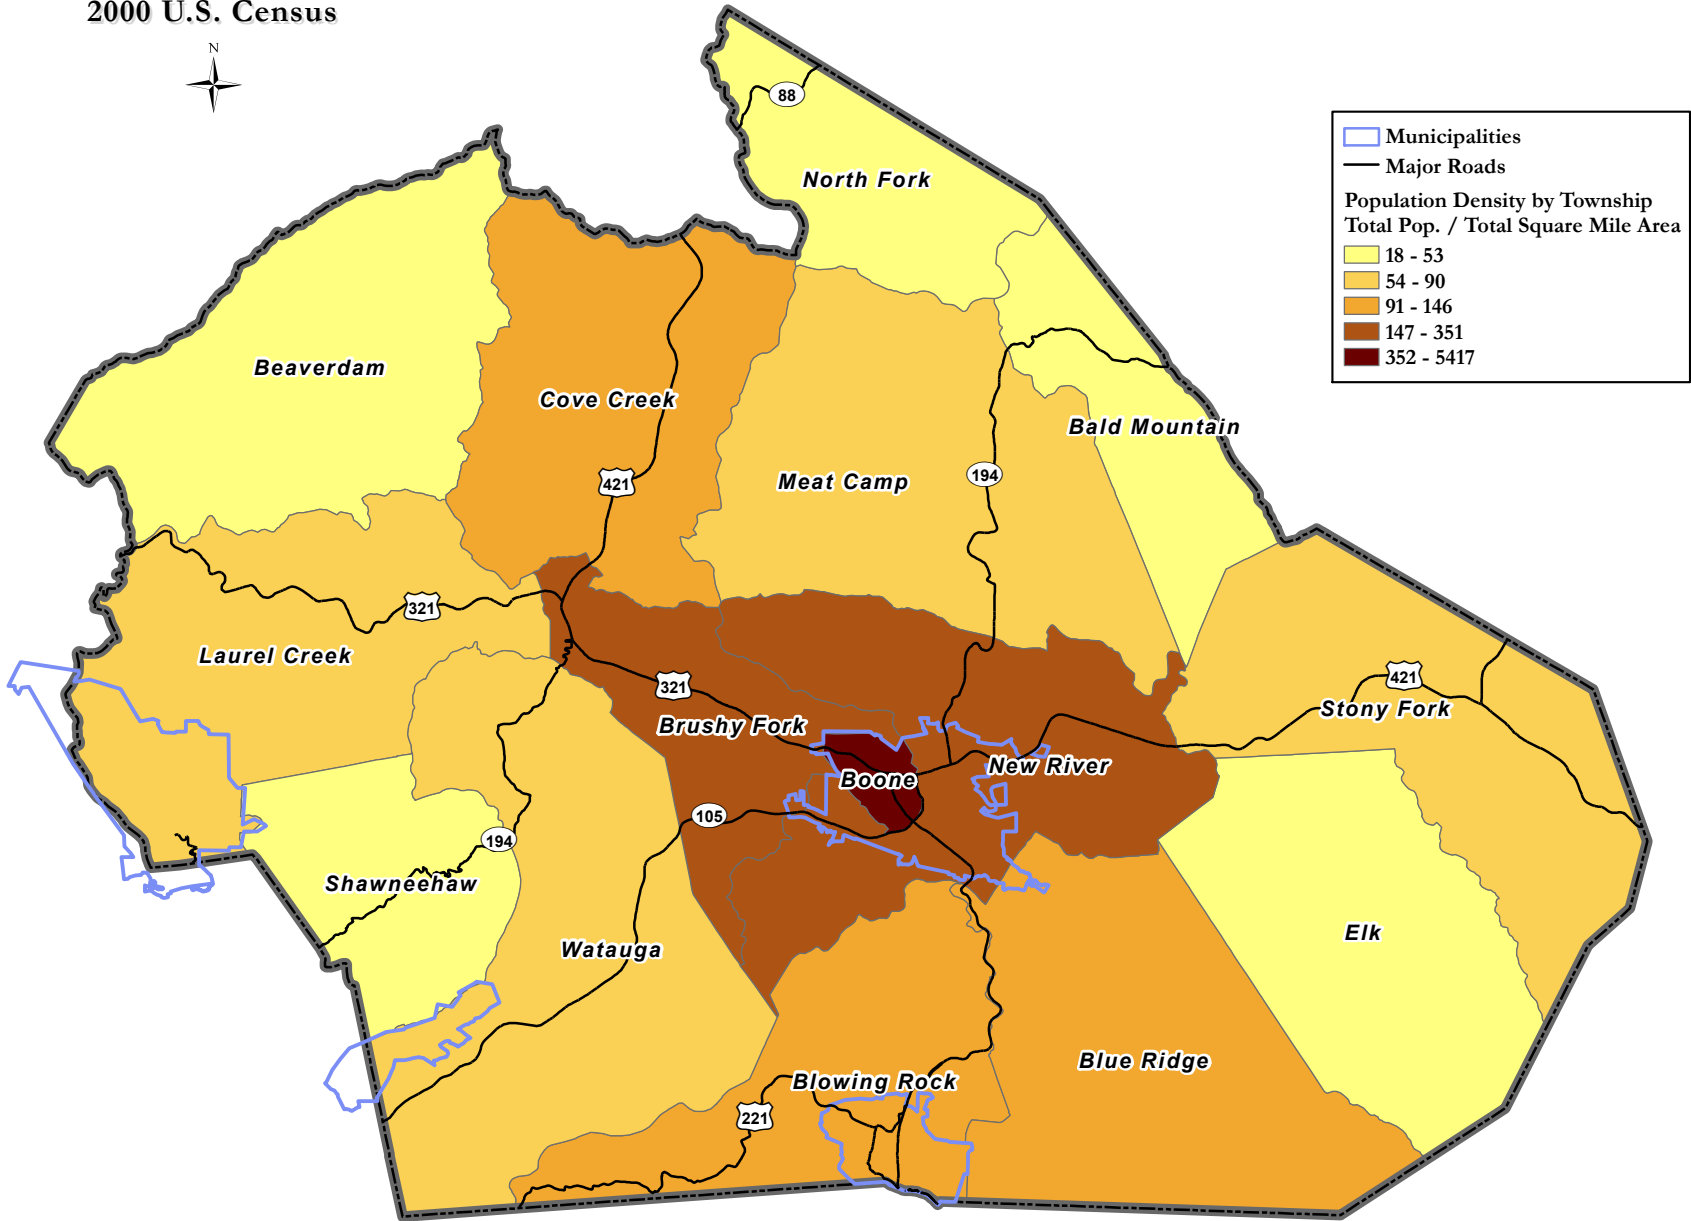 2000 U.S. Census
N
88
North Fork
Municipalities
Major Roads
Population Density by Township
Total Pop. / Total Square Mile Area
18 - 53
54 - 90
91 - 146
147 - 351
352 - 5417
Beaverdam
Cove Creek
Bald Mountain
421
Meat Camp
194
321
Laurel Creek
321
421
Stony Fork
Brushy Fork
New River
Boone
105
194
Shawneehaw
Watauga
Elk
Blue Ridge
Blowing Rock
221